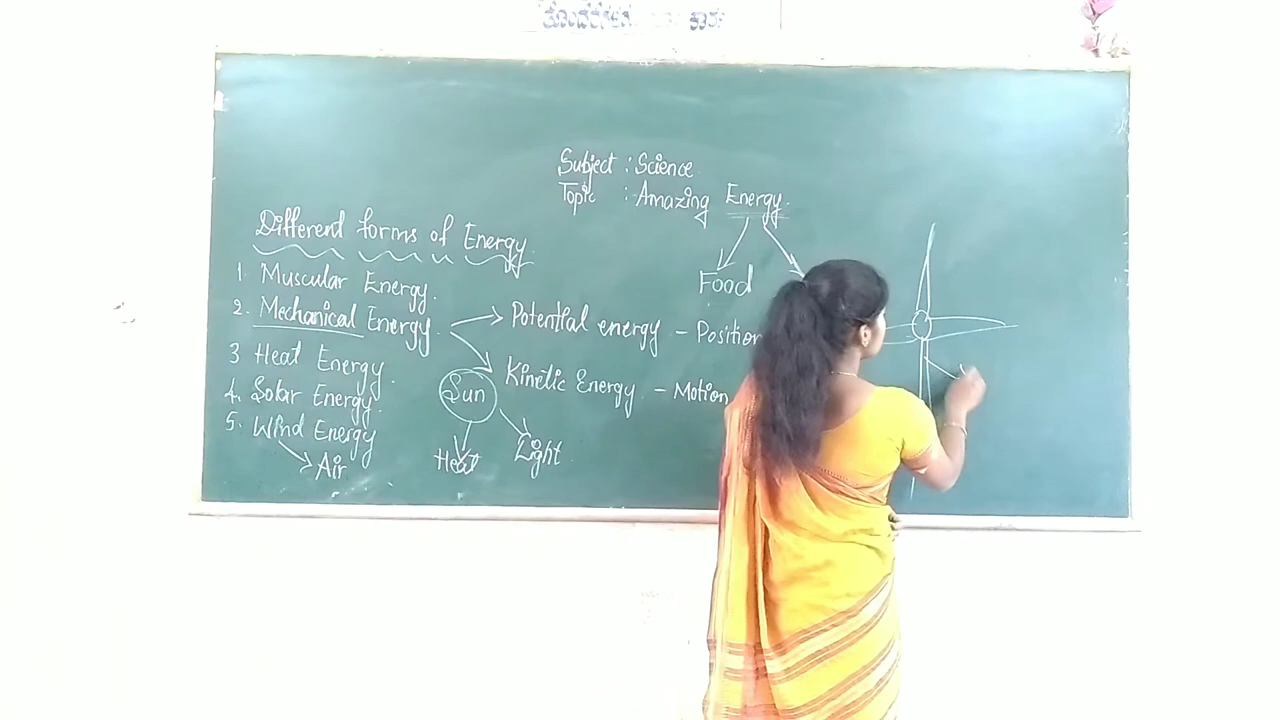 Subject : Science
Topic : Amazing Energy.
Food
Different forms of Energy
1. Muscular Energy.
2. Mechanical Energy.
Potential energy - Position
Kinetic Energy. - Motion
3 Heat Energy.
4. Solar Energy.
5. Wind Energy
Air
Sun
Heat
Light